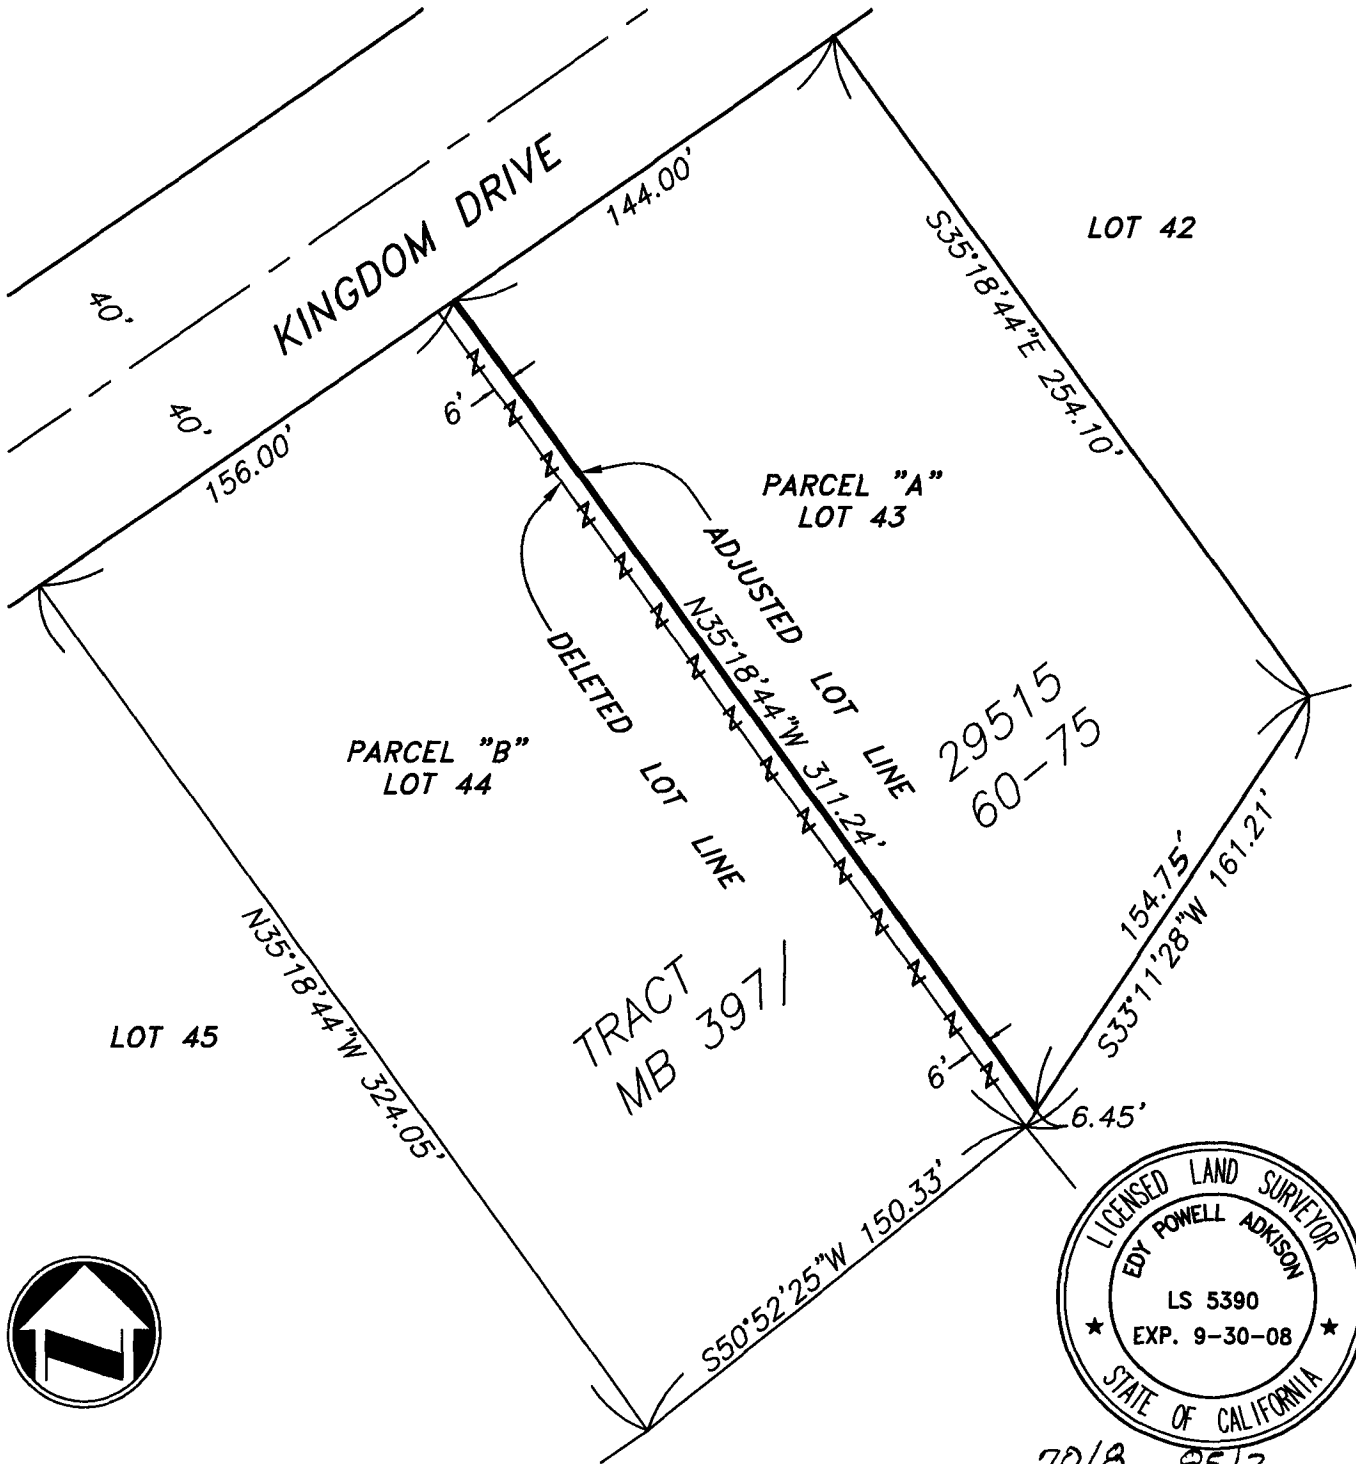 KINGDOM DRIVE
144.00'
LOT 42
S35°18'44"E 254.10'
40'
40'
156.00'
6'
PARCEL "A"
LOT 43
ADJUSTED LOT LINE
N35°18'44"W 311.24'
DELETED LOT LINE
29515
60-75
PARCEL "B"
LOT 44
154.75'
S33°11'28"W 161.21'
N35°18'44"W 324.05'
LOT 45
TRACT
MB 397/
6'
6.45'
S50°52'25"W 150.33'
LICENSED LAND SURVEYOR
EDY POWELL ADKISON
LS 5390
EXP. 9-30-08
STATE OF CALIFORNIA
N